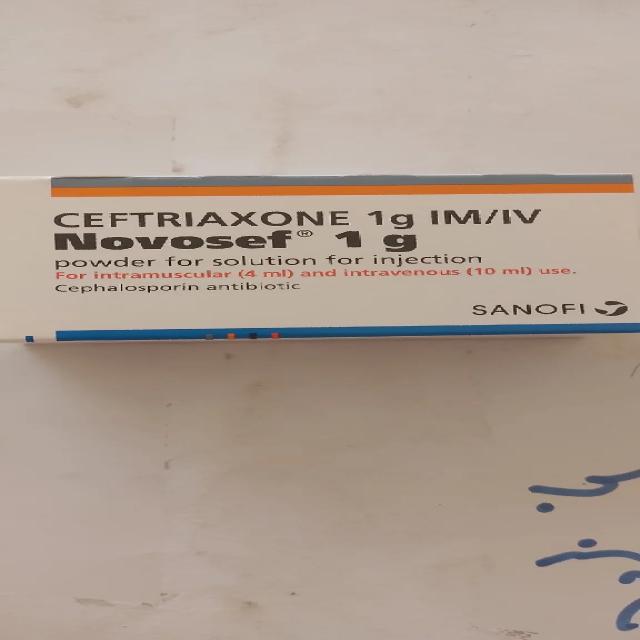 CEFTRIAXONE 1g IM/IV
Novosef® 1 g
powder for solution for injection
For intramuscular (4 ml) and intravenous (10 ml) use.
Cephalosporin antibiotic
SANOFI